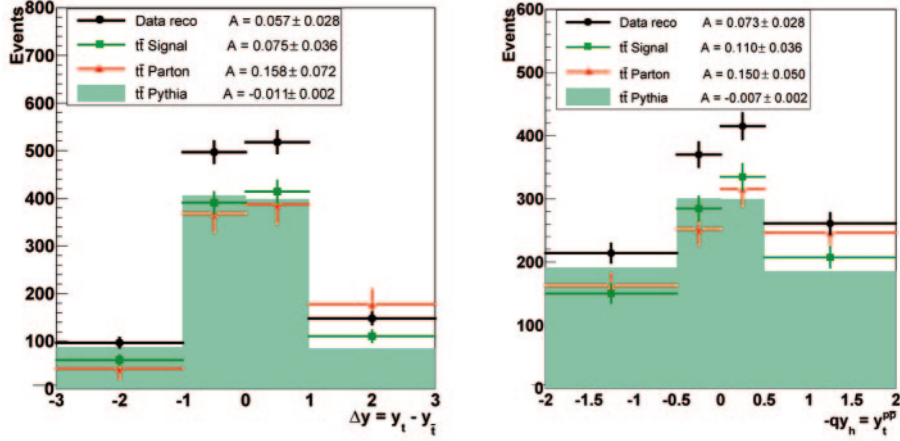 Events
800
700
600
500
400
300
200
100
0
Data reco A = 0.057± 0.028
tt̄ Signal A = 0.075± 0.036
tt̄ Parton A = 0.158± 0.072
tt̄ Pythia A = -0.011± 0.002
-3 -2 -1 0 1 2 3
Δy = y_t - y_t̄
Events
600
500
400
300
200
100
0
Data reco A = 0.073± 0.028
tt̄ Signal A = 0.110± 0.036
tt̄ Parton A = 0.150± 0.050
tt̄ Pythia A = -0.007± 0.002
-2 -1.5 -1 -0.5 0 0.5 1 1.5 2
-qy_h = y_t^pp̄